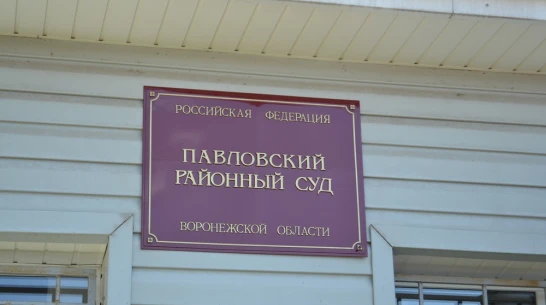 РОССИЙСКАЯ ФЕДЕРАЦИЯ
ПАВЛОВСКИЙ
РАЙОННЫЙ СУД
ВОРОНЕЖСКОЙ ОБЛАСТИ